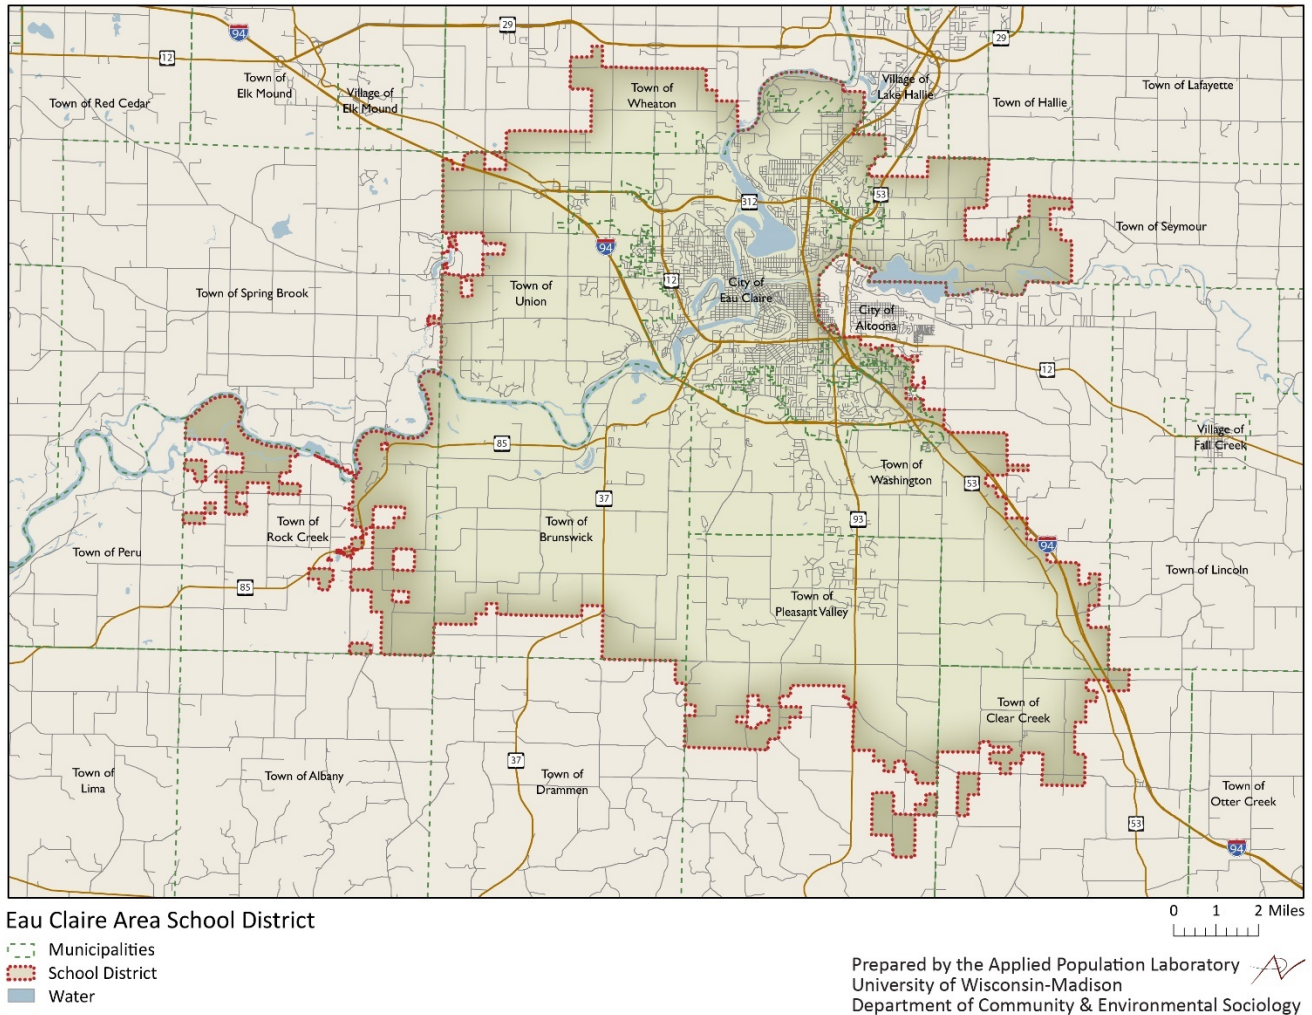 29
94
29
12
Town of
Elk Mound
Village of
Elk Mound
Town of
Wheaton
Village of
Lake Hallie
Town of Red Cedar
Town of Hallie
Town of Lafayette
53
312
Town of Seymour
94
12
Town of Spring Brook
Town of
Union
City of
Eau Claire
City of
Altoona
12
Village of
Fall Creek
85
Town of
Washington
53
37
93
Town of
Rock Creek
Town of
Brunswick
Town of Peru
94
Town of Lincoln
85
Town of
Pleasant Valley
Town of
Clear Creek
37
Town of
Lima
Town of Albany
Town of
Drammen
Town of
Otter Creek
53
94
Eau Claire Area School District
Municipalities
School District
Water
0 1 2 Miles
Prepared by the Applied Population Laboratory
University of Wisconsin-Madison
Department of Community & Environmental Sociology